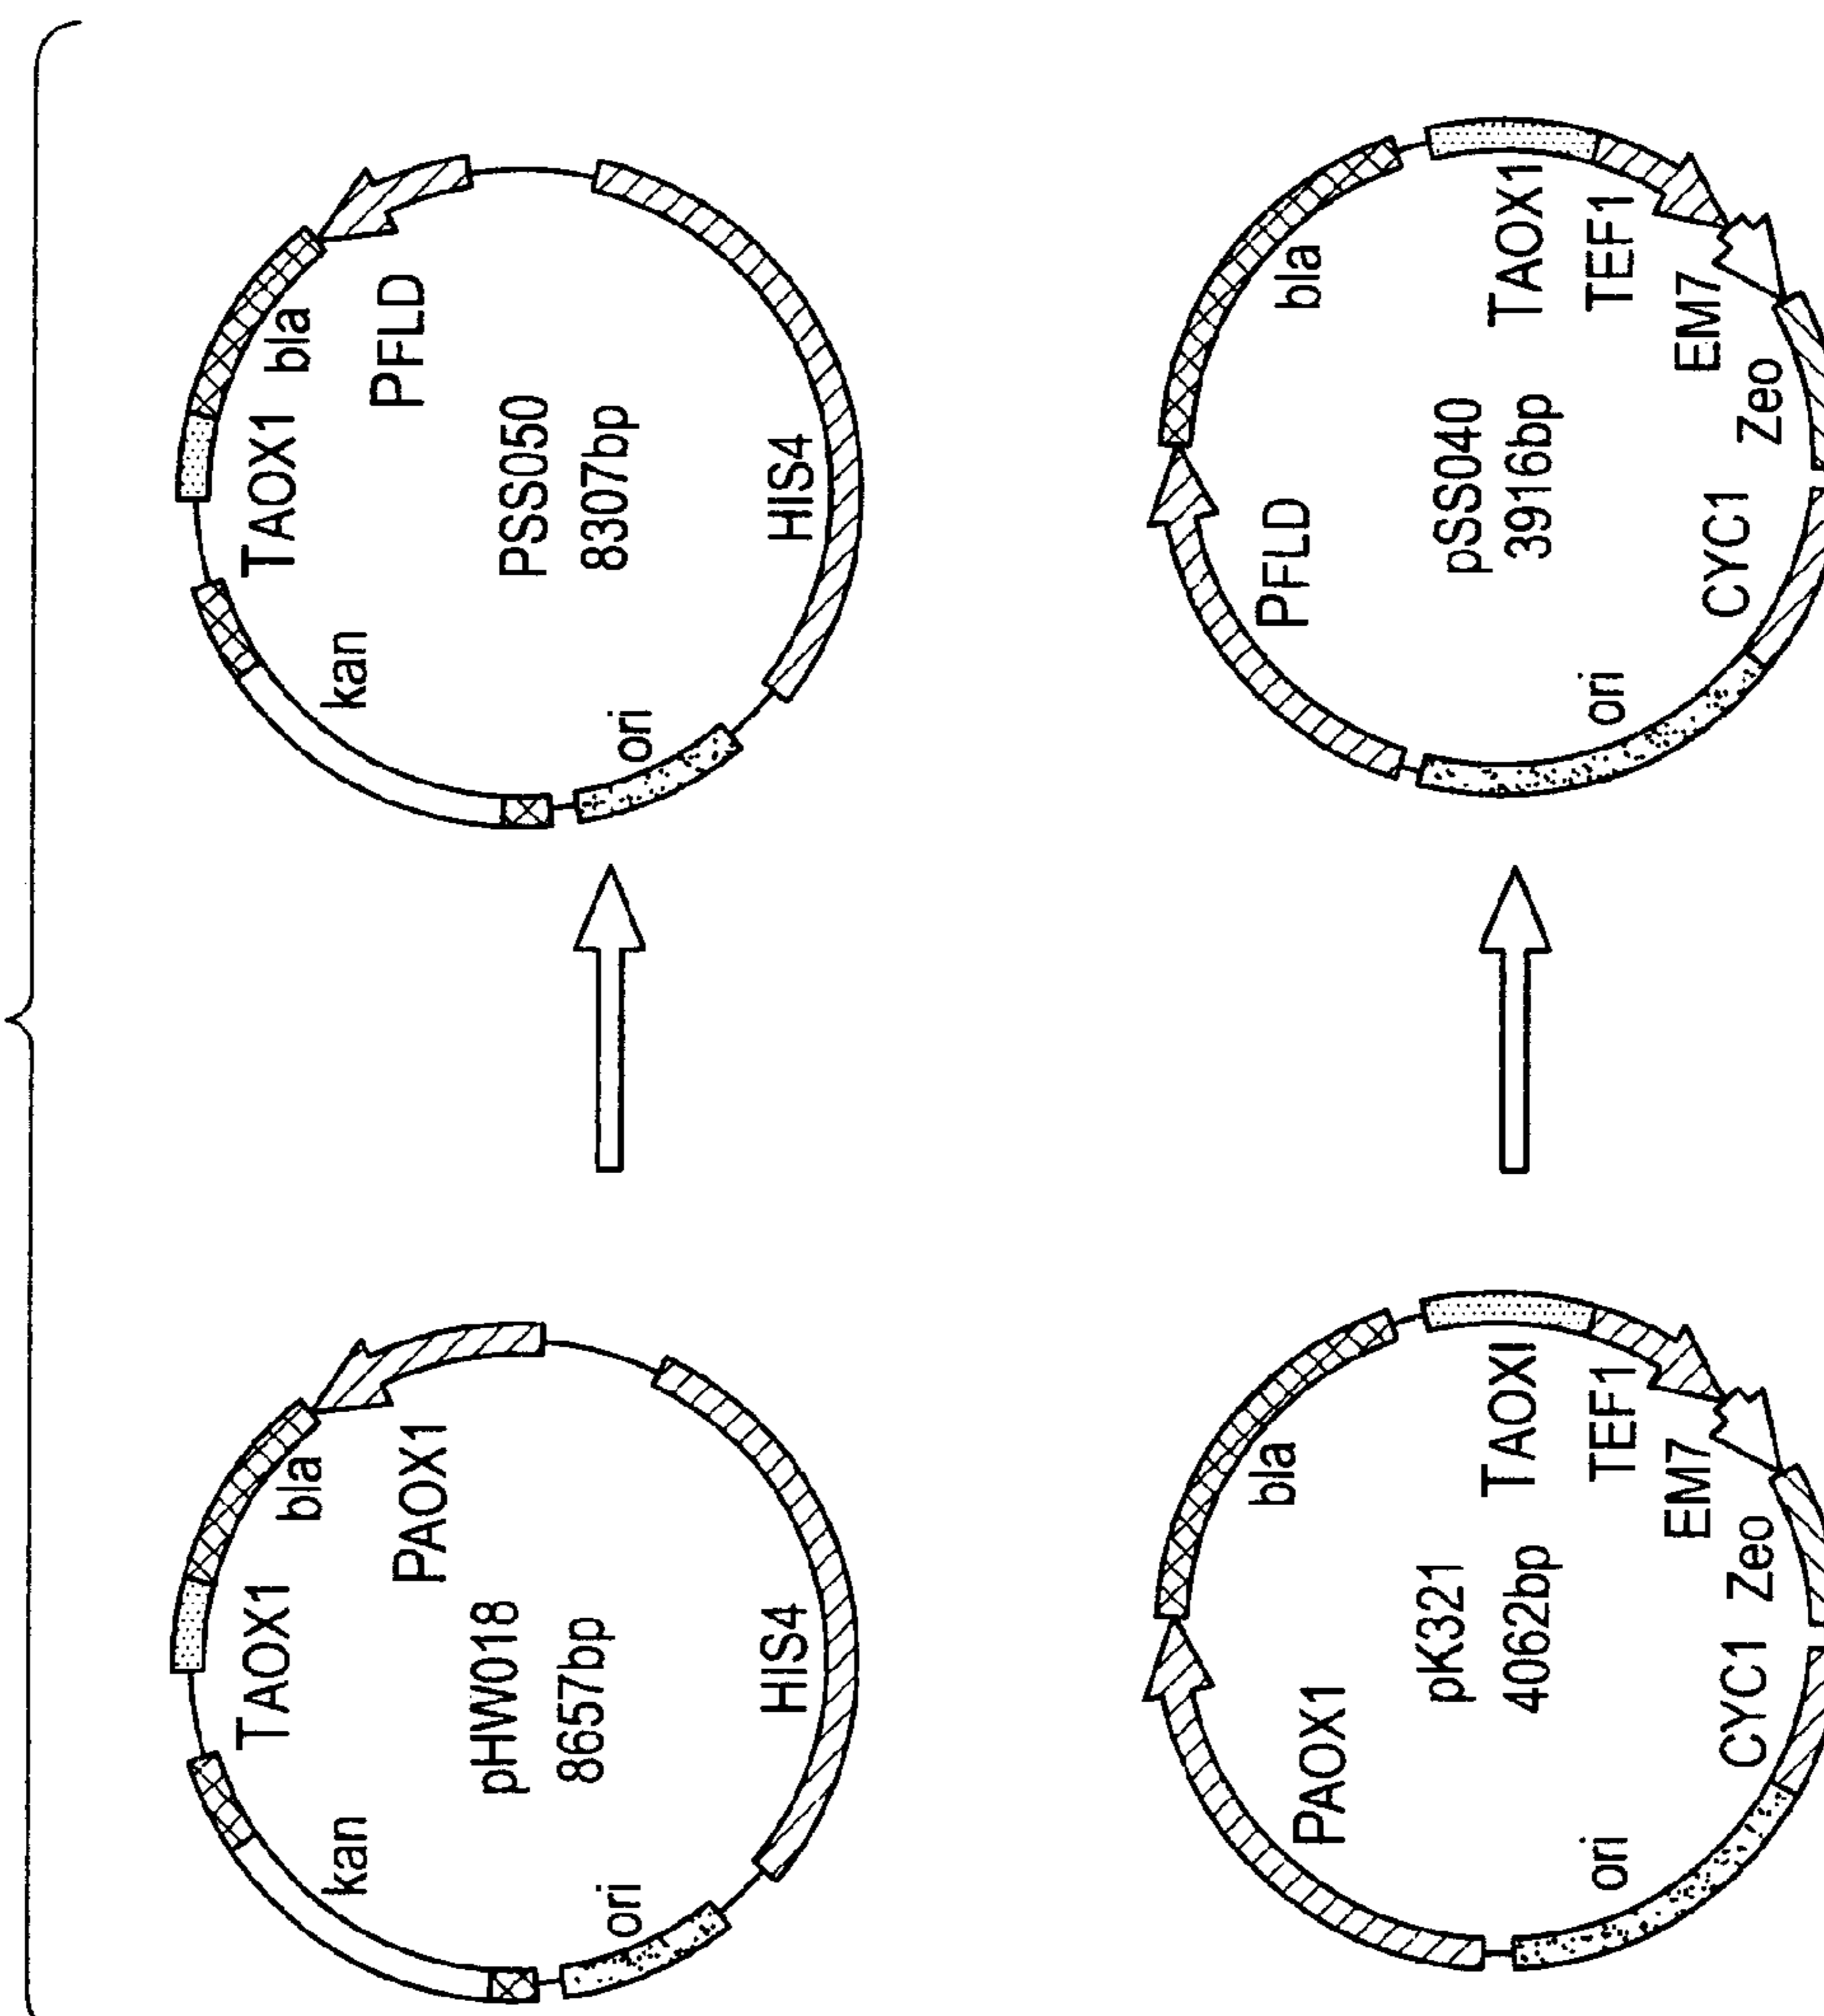 TAOX1
bla
PAOX1
kan
pHW018
8657bp
ori
HIS4
TAOX1
bla
PFLD
kan
PSS050
8307bp
ori
HIS4
PAOX1
bla
pK321
4062bp
TAOXI
TEF1
EM7
Zeo
CYC1
ori
PFLD
bla
pSS040
3916bp
TAOX1
TEF1
EM7
Zeo
CYC1
ori